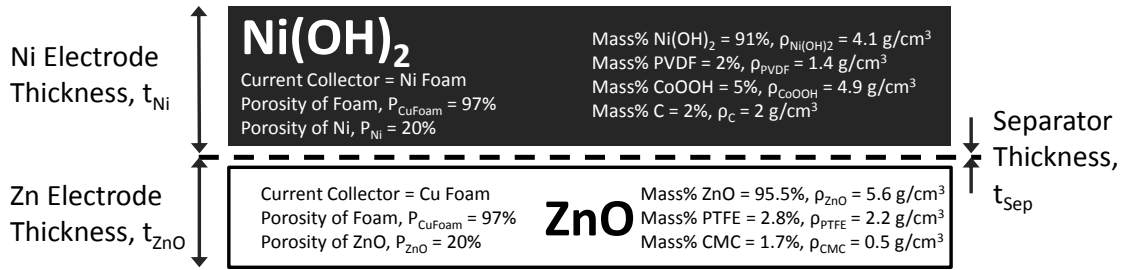 Ni Electrode
Thickness, t_Ni
Ni(OH)₂
Current Collector = Ni Foam
Porosity of Foam, P_CuFoam = 97%
Porosity of Ni, P_Ni = 20%
Mass% Ni(OH)₂ = 91%, ρ_Ni(OH)2 = 4.1 g/cm³
Mass% PVDF = 2%, ρ_PVDF = 1.4 g/cm³
Mass% CoOOH = 5%, ρ_CoOOH = 4.9 g/cm³
Mass% C = 2%, ρ_C = 2 g/cm³
Separator
Thickness,
t_Sep
Zn Electrode
Thickness, t_ZnO
Current Collector = Cu Foam
Porosity of Foam, P_CuFoam = 97%
Porosity of ZnO, P_ZnO = 20%
ZnO
Mass% ZnO = 95.5%, ρ_ZnO = 5.6 g/cm³
Mass% PTFE = 2.8%, ρ_PTFE = 2.2 g/cm³
Mass% CMC = 1.7%, ρ_CMC = 0.5 g/cm³